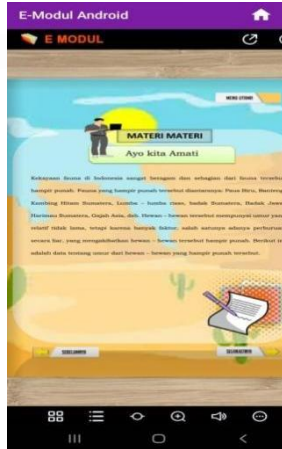 E-Modul Android
E MODUL
MENU UTAMA
MATERI MATERI
Ayo kita Amati
Kekayaan fauna di Indonesia sangat beragam dan sebagian dari fauna tersebut
hampir punah. Fauna yang hampir punah tersebut diantaranya: Paus Biru, Banteng,
Kambing Hitam Sumatera, Lumba – lumba risso, badak Sumatera, Badak Jawa,
Harimau Sumatera, Gajah Asia, dsb. Hewan – hewan tersebut mempunyai umur yang
relatif tidak lama, tetapi karena banyak faktor, salah satunya adanya perburuan
secara liar, yang mengakibatkan hewan – hewan tersebut hampir punah. Berikut ini
adalah data tentang umur dari hewan – hewan yang hampir punah tersebut.
SEBELUMNYA
SELANJUTNYA